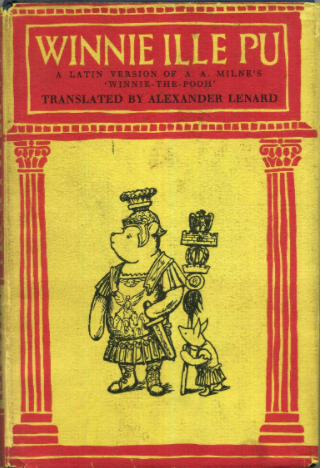 WINNIE ILLE PU
A LATIN VERSION OF A. A. MILNE'S
'WINNIE-THE-POOH'
TRANSLATED BY ALEXANDER LENARD